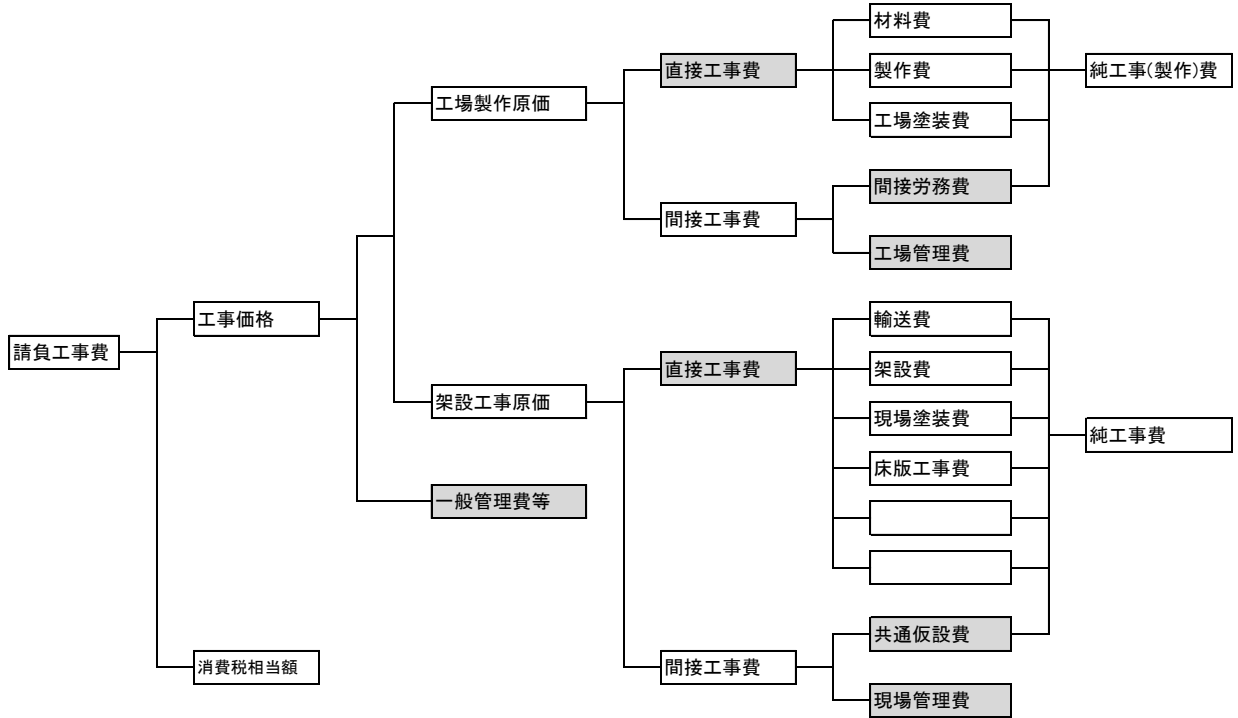 材料費
直接工事費
製作費
純工事(製作)費
工場製作原価
工場塗装費
間接労務費
間接工事費
工場管理費
工事価格
輸送費
請負工事費
直接工事費
架設費
架設工事原価
現場塗装費
純工事費
床版工事費
一般管理費等
共通仮設費
消費税相当額
間接工事費
現場管理費